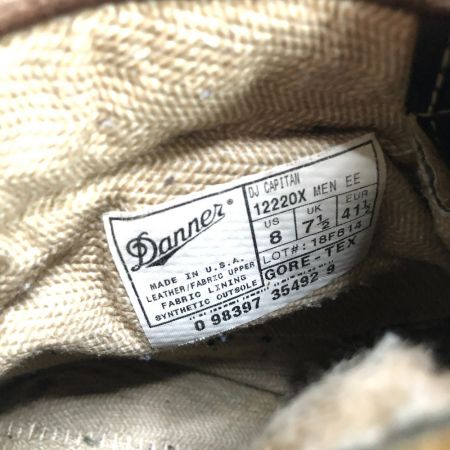 Danner
MADE IN U.S.A.
LEATHER/FABRIC UPPER
FABRIC LINING
SYNTHETIC OUTSOLE
DJ CAPITAN
12220X MEN EE
US UK EUR
8 7½ 41½
LOT#: 18F814
GORE-TEX
0 98397 35492 9